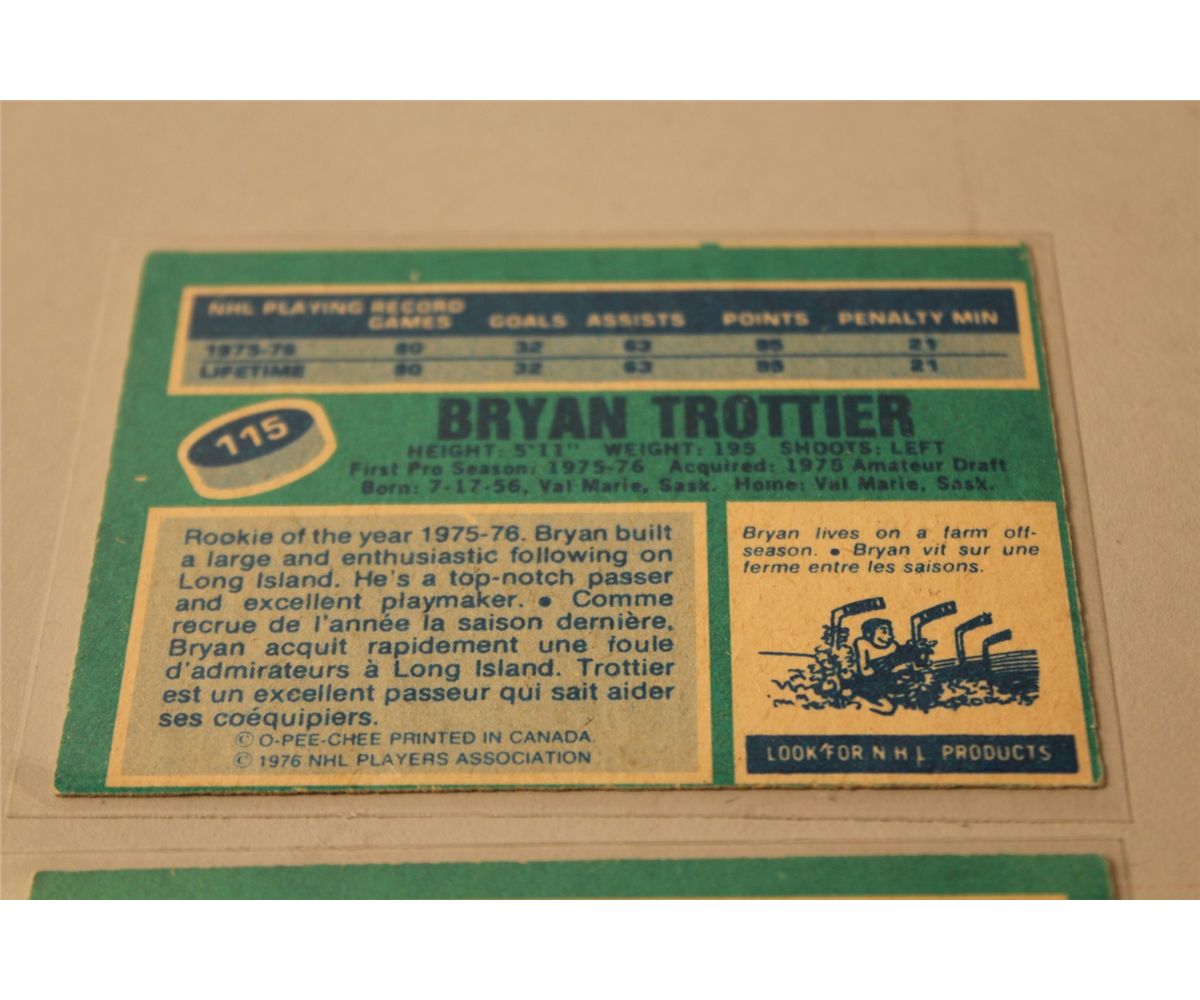 NHL PLAYING RECORD
GAMES GOALS ASSISTS POINTS PENALTY MIN
1975-76 80 32 63 95 21
LIFETIME 80 32 63 95 21
115
BRYAN TROTTIER
HEIGHT: 5'11" WEIGHT: 195 SHOOTS: LEFT
First Pro Season: 1975-76 Acquired: 1975 Amateur Draft
Born: 7-17-56, Val Marie, Sask. Home: Val Marie, Sask.
Rookie of the year 1975-76. Bryan built
a large and enthusiastic following on
Long Island. He's a top-notch passer
and excellent playmaker. • Comme
recrue de l'année la saison dernière,
Bryan acquit rapidement une foule
d'admirateurs à Long Island. Trottier
est un excellent passeur qui sait aider
ses coéquipiers.
© O-PEE-CHEE PRINTED IN CANADA.
© 1976 NHL PLAYERS ASSOCIATION
Bryan lives on a farm off-
season. • Bryan vit sur une
ferme entre les saisons.
LOOK FOR NHL PRODUCTS